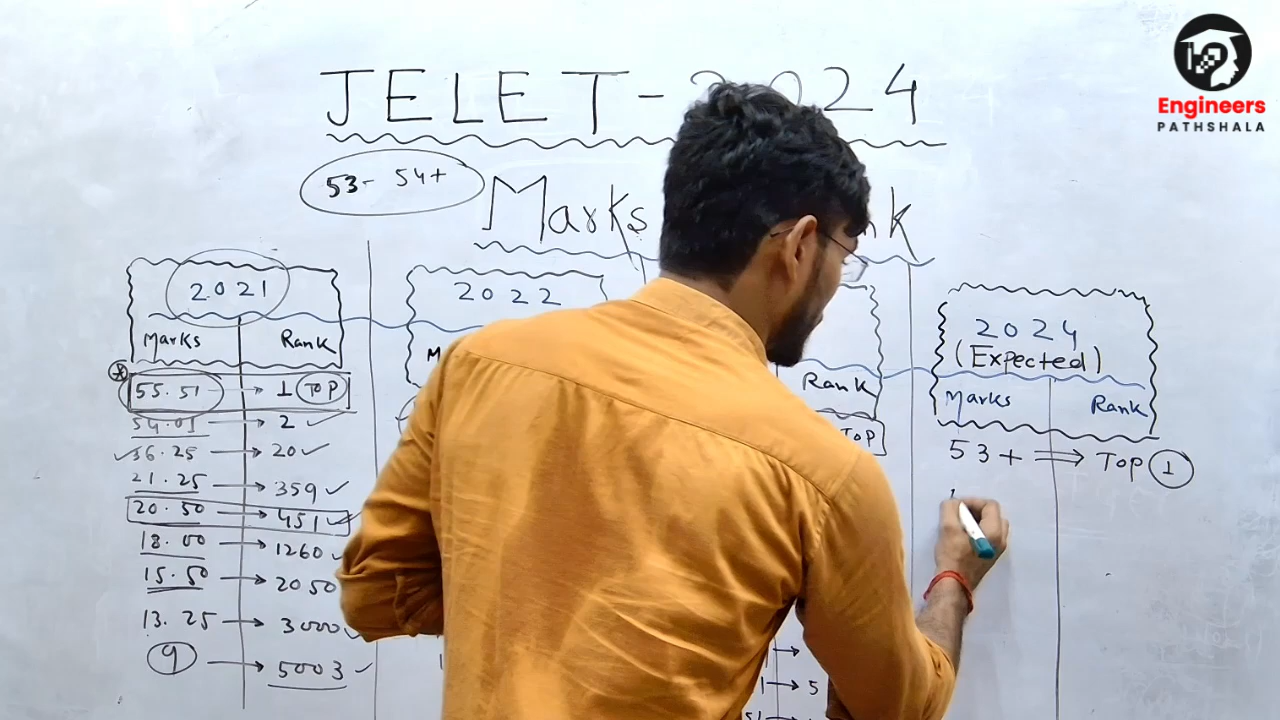 Engineers
PATHSHALA
JELET-2024
53- 54+
Marks
2021
Marks Rank
55.51 → 1 TOP
54.01 → 2
36.25 → 20
21.25 → 359
20.50 → 451
18.00 → 1260
15.50 → 2050
13.25 → 3000
9 → 5003
2022
Rank
TOP
2024
(Expected)
Marks Rank
53+ ⇒ TOP 1